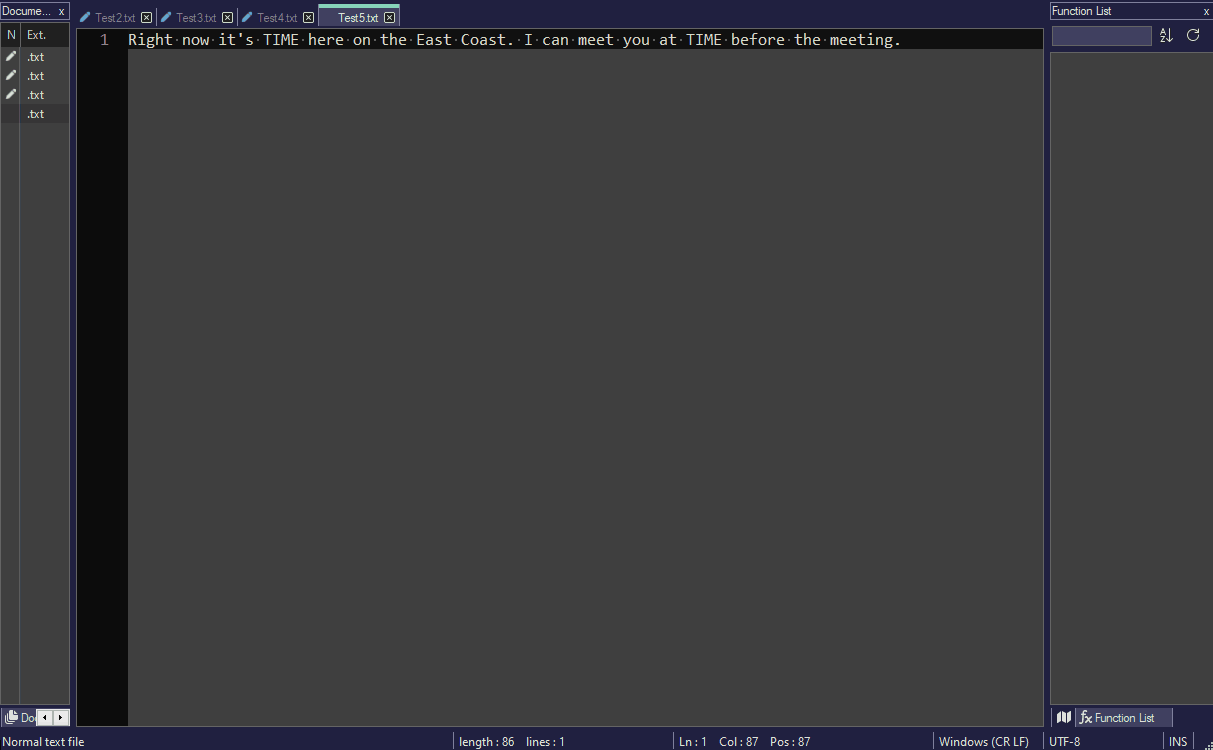 Docume... x
N Ext.
.txt
.txt
.txt
.txt
Test2.txt Test3.txt Test4.txt Test5.txt
1 Right now it's TIME here on the East Coast. I can meet you at TIME before the meeting.
Function List x
Function List
Normal text file length : 86 lines : 1 Ln : 1 Col : 87 Pos : 87 Windows (CR LF) UTF-8 INS